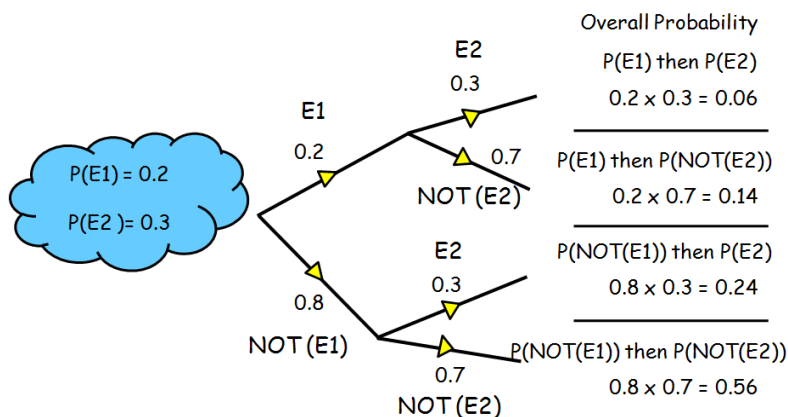 Overall Probability
P(E1) = 0.2
P(E2 )= 0.3
E1
0.2
0.8
NOT (E1)
E2
0.3
0.7
NOT (E2)
E2
0.3
0.7
NOT (E2)
P(E1) then P(E2)
0.2 x 0.3 = 0.06
P(E1) then P(NOT(E2))
0.2 x 0.7 = 0.14
P(NOT(E1)) then P(E2)
0.8 x 0.3 = 0.24
P(NOT(E1)) then P(NOT(E2))
0.8 x 0.7 = 0.56